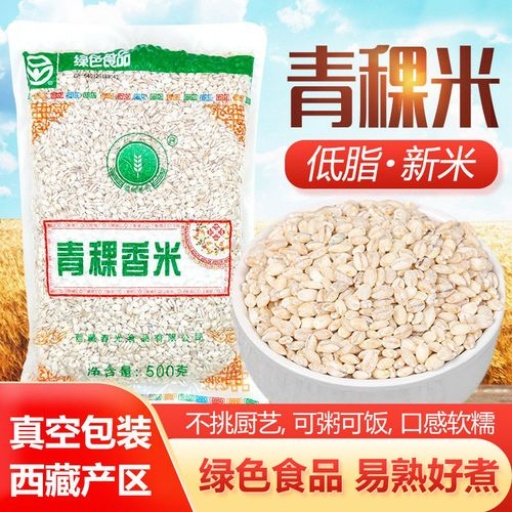 绿色食品
青稞米
低脂·新米
青稞香米
净含量:500克
真空包装
西藏产区
不挑厨艺, 可粥可饭, 口感软糯
绿色食品 易熟好煮